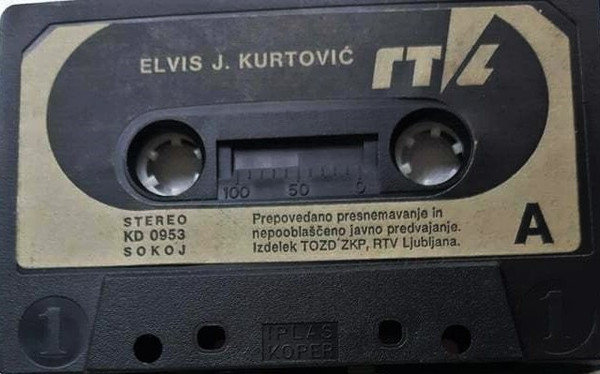 ELVIS J. KURTOVIĆ
RTVL
100 50 0
STEREO
KD 0953
SOKOJ
Prepovedano presnemavanje in
nepooblaščeno javno predvajanje.
Izdelek TOZD ZKP, RTV Ljubljana.
A
1
IPLAS
KOPER
1